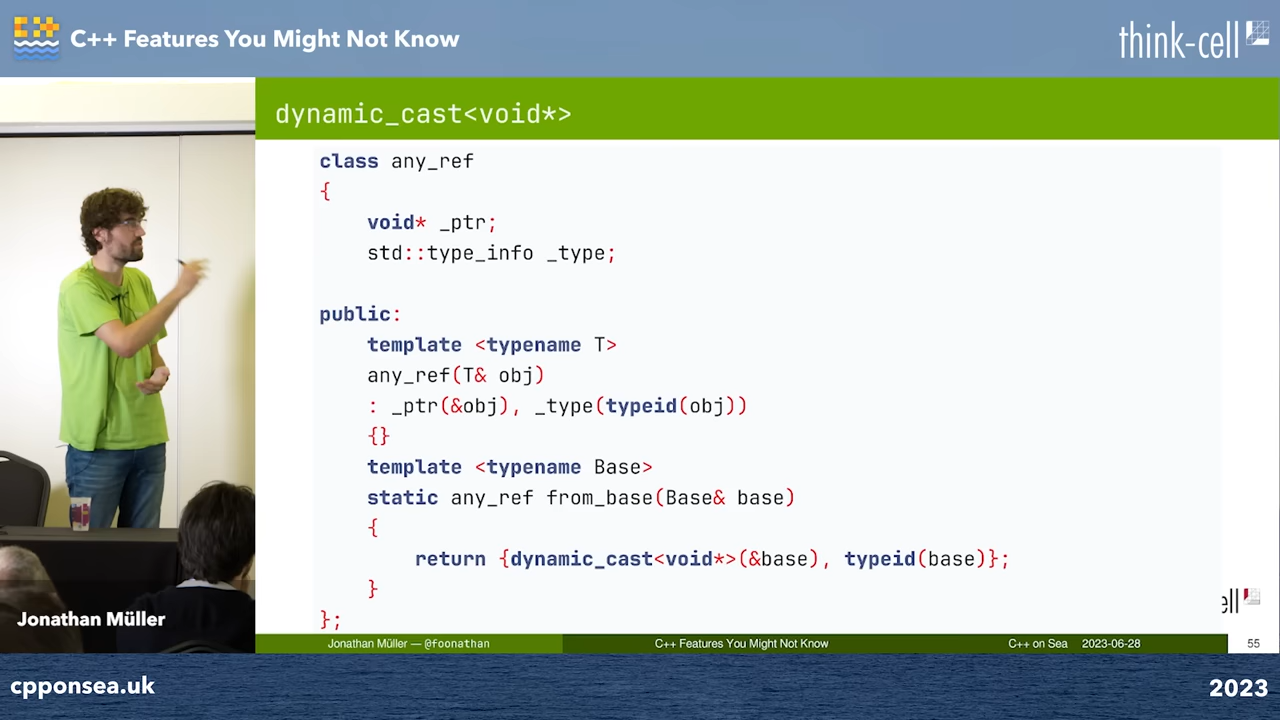 C++ Features You Might Not Know
think-cell
dynamic_cast<void*>
class any_ref
{
void* _ptr;
std::type_info _type;
public:
template <typename T>
any_ref(T& obj)
: _ptr(&obj), _type(typeid(obj))
{}
template <typename Base>
static any_ref from_base(Base& base)
{
return {dynamic_cast<void*>(&base), typeid(base)};
}
};
ell
Jonathan Müller
Jonathan Müller — @foonathan
C++ Features You Might Not Know
C++ on Sea 2023-06-28
55
cpponsea.uk
2023